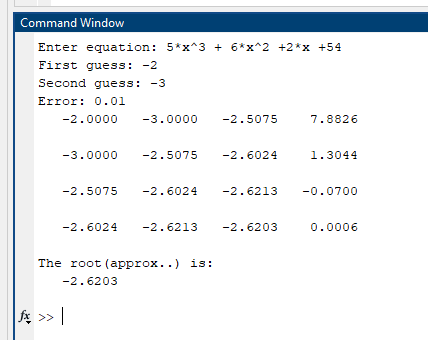 Command Window
Enter equation: 5*x^3 + 6*x^2 +2*x +54
First guess: -2
Second guess: -3
Error: 0.01
-2.0000 -3.0000 -2.5075 7.8826
-3.0000 -2.5075 -2.6024 1.3044
-2.5075 -2.6024 -2.6213 -0.0700
-2.6024 -2.6213 -2.6203 0.0006
The root(approx..) is:
-2.6203
fx >>